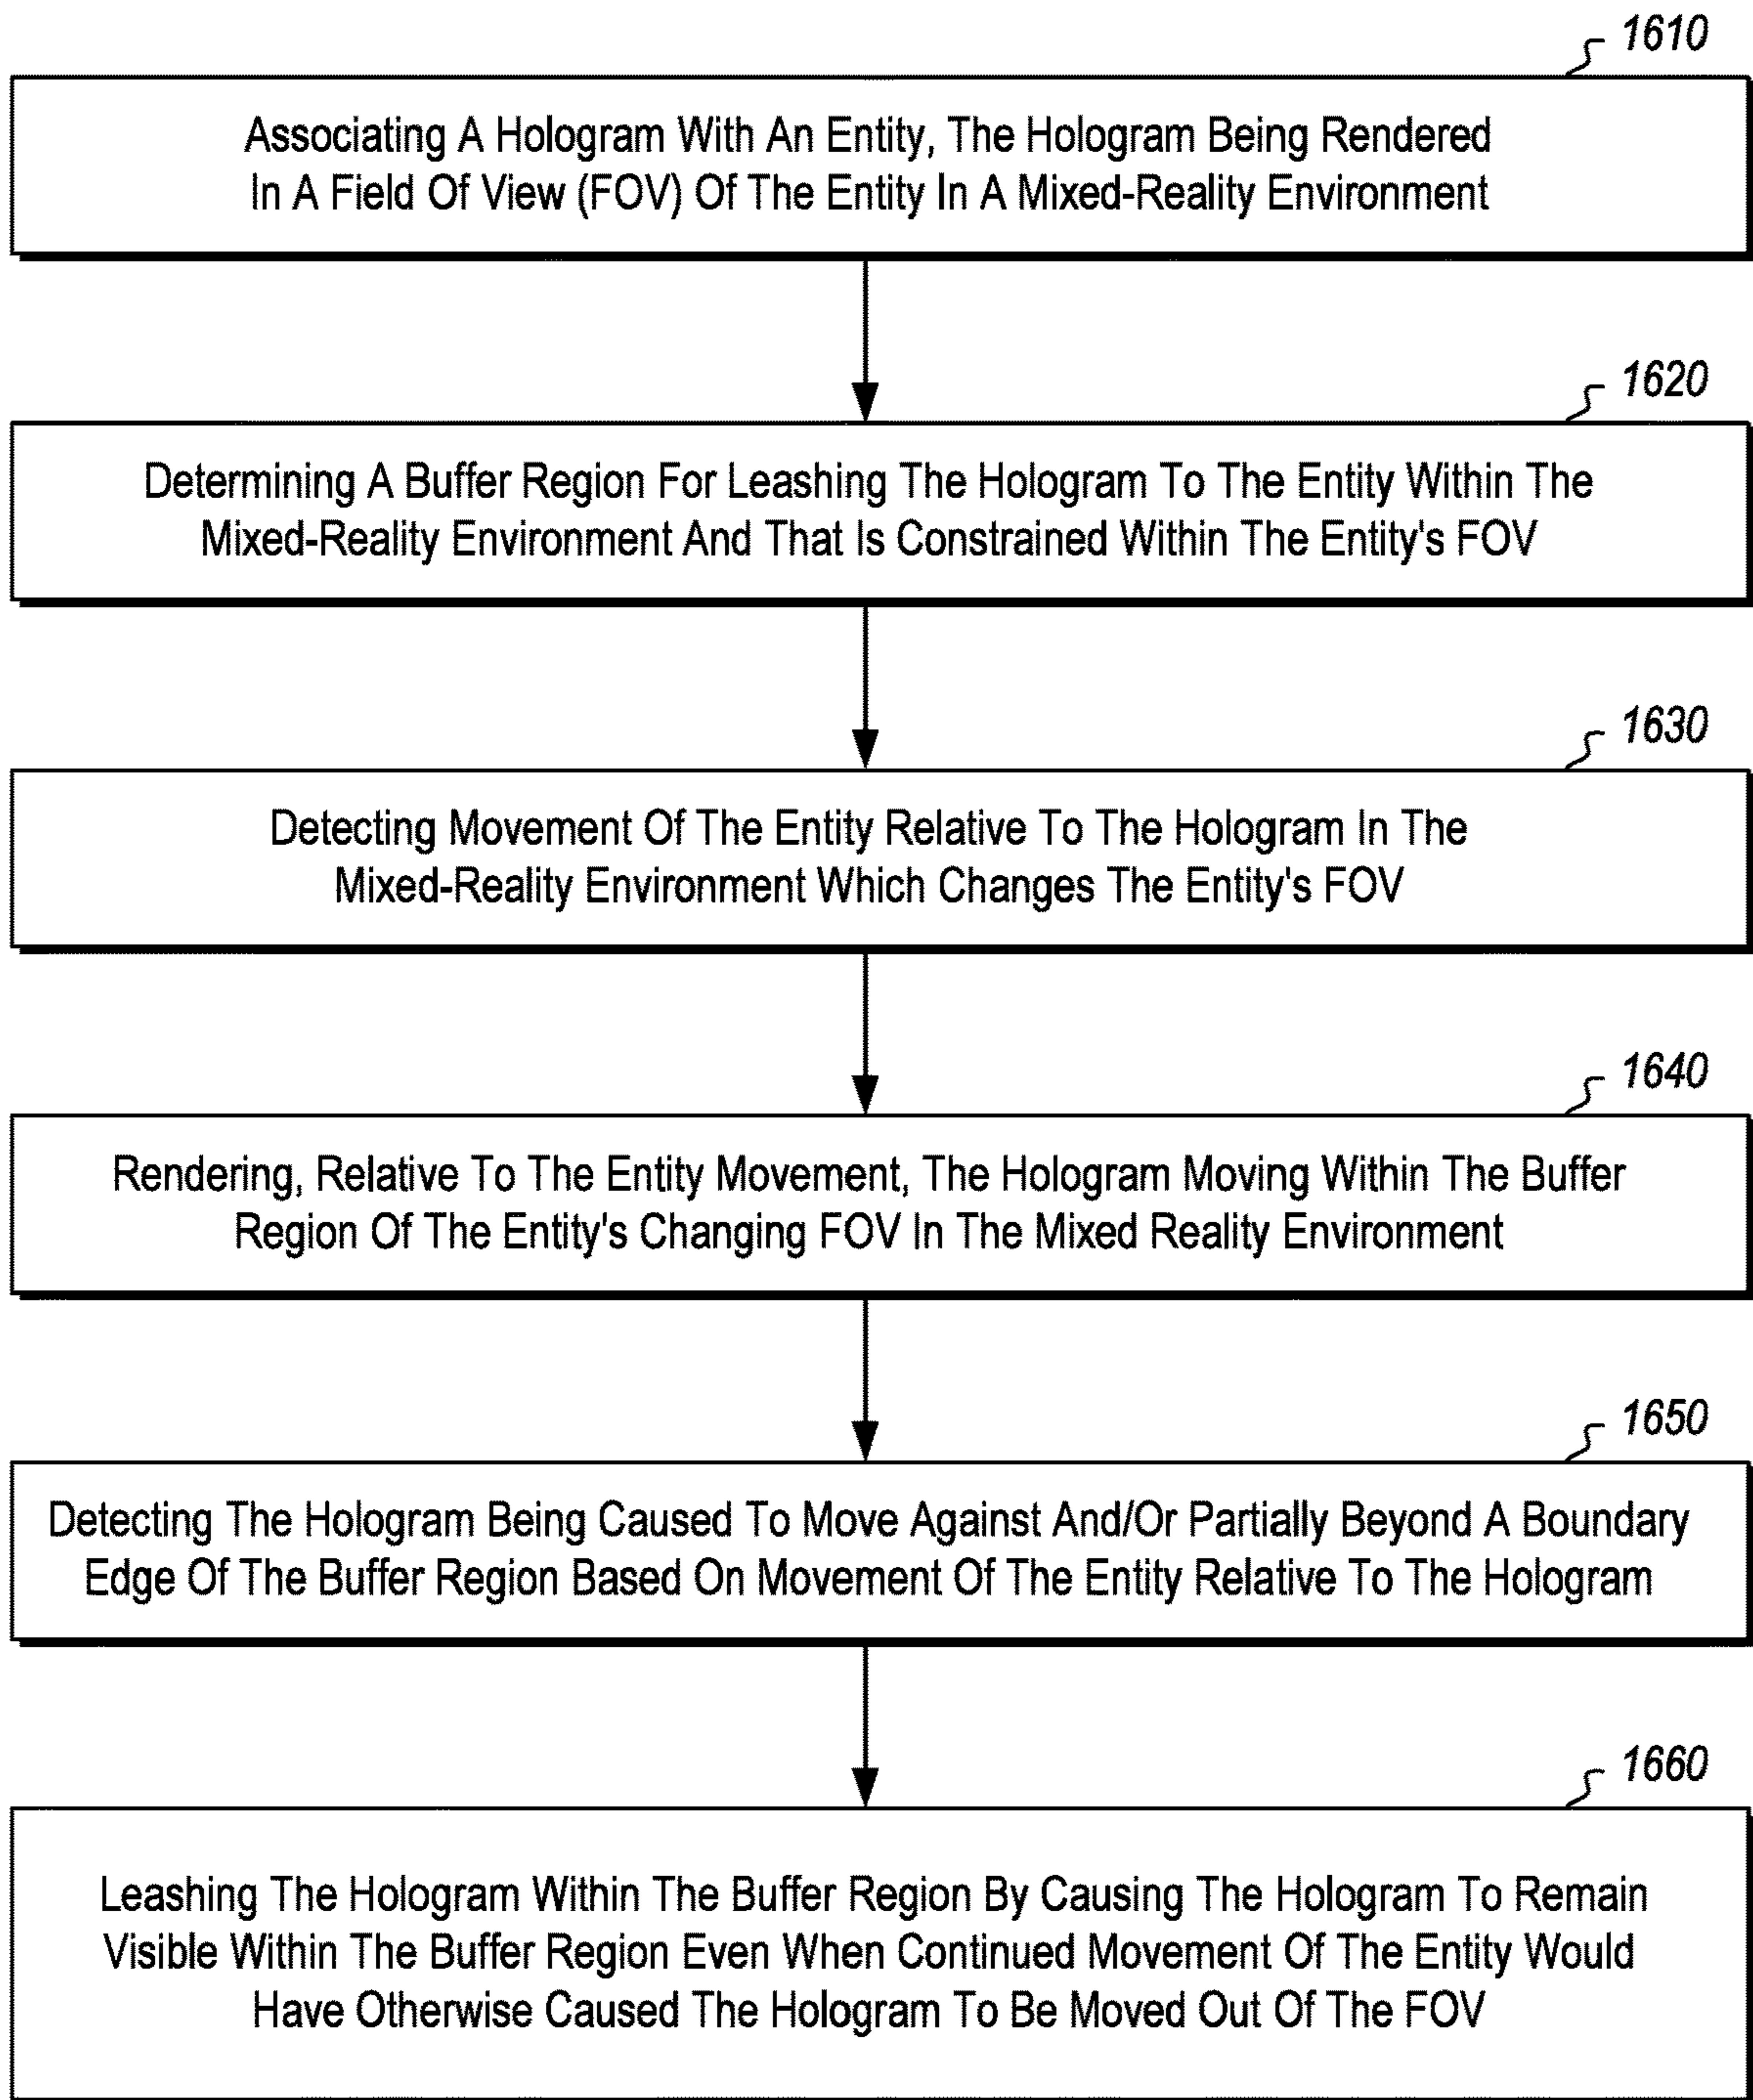 1610
Associating A Hologram With An Entity, The Hologram Being Rendered
In A Field Of View (FOV) Of The Entity In A Mixed-Reality Environment
1620
Determining A Buffer Region For Leashing The Hologram To The Entity Within The
Mixed-Reality Environment And That Is Constrained Within The Entity's FOV
1630
Detecting Movement Of The Entity Relative To The Hologram In The
Mixed-Reality Environment Which Changes The Entity's FOV
1640
Rendering, Relative To The Entity Movement, The Hologram Moving Within The Buffer
Region Of The Entity's Changing FOV In The Mixed Reality Environment
1650
Detecting The Hologram Being Caused To Move Against And/Or Partially Beyond A Boundary
Edge Of The Buffer Region Based On Movement Of The Entity Relative To The Hologram
1660
Leashing The Hologram Within The Buffer Region By Causing The Hologram To Remain
Visible Within The Buffer Region Even When Continued Movement Of The Entity Would
Have Otherwise Caused The Hologram To Be Moved Out Of The FOV